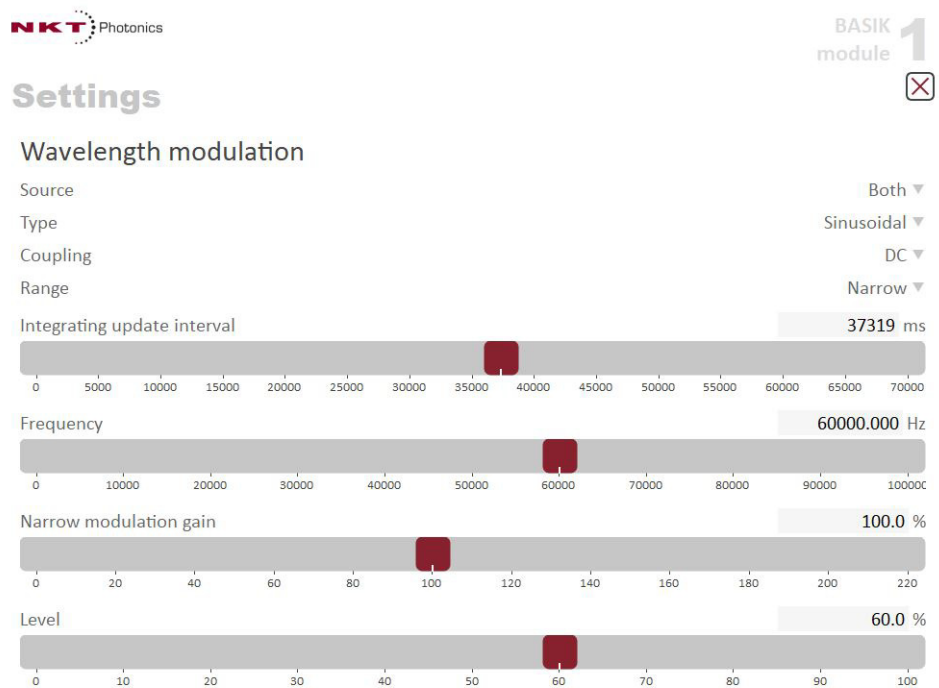 NKT Photonics
BASIK
module 1
Settings
Wavelength modulation
Source Both
Type Sinusoidal
Coupling DC
Range Narrow
Integrating update interval 37319 ms
0 5000 10000 15000 20000 25000 30000 35000 40000 45000 50000 55000 60000 65000 70000
Frequency 60000.000 Hz
0 10000 20000 30000 40000 50000 60000 70000 80000 90000 100000
Narrow modulation gain 100.0 %
0 20 40 60 80 100 120 140 160 180 200 220
Level 60.0 %
0 10 20 30 40 50 60 70 80 90 100